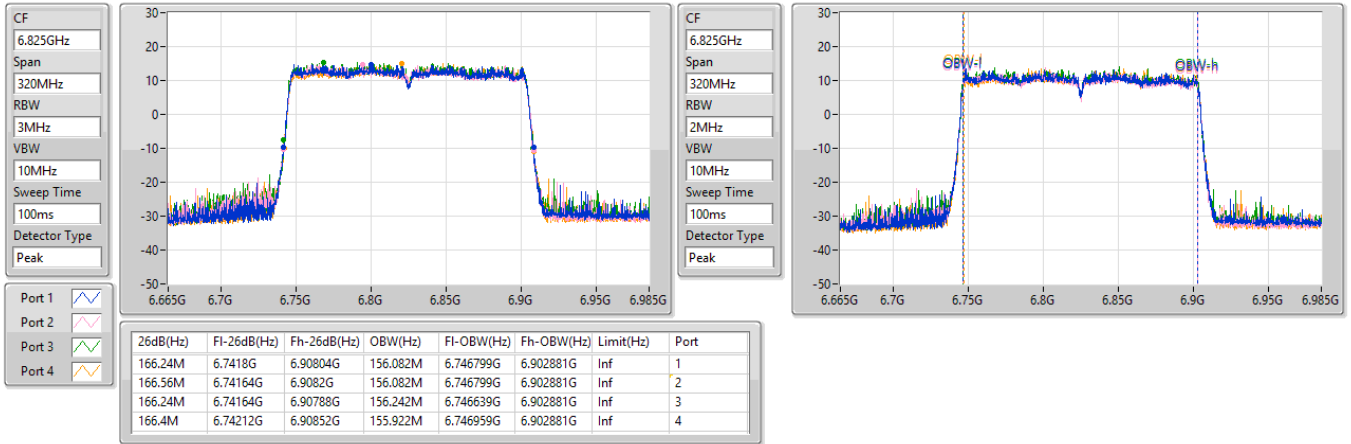 CF
6.825GHz
Span
320MHz
RBW
3MHz
VBW
10MHz
Sweep Time
100ms
Detector Type
Peak
30
20
10
0
-10
-20
-30
-40
-50
6.665G 6.7G 6.75G 6.8G 6.85G 6.9G 6.95G 6.985G
CF
6.825GHz
Span
320MHz
RBW
2MHz
VBW
10MHz
Sweep Time
100ms
Detector Type
Peak
30
20
10
0
-10
-20
-30
-40
-50
OBW-l OBW-h
6.665G 6.7G 6.75G 6.8G 6.85G 6.9G 6.95G 6.985G
Port 1
Port 2
Port 3
Port 4
26dB(Hz) Fl-26dB(Hz) Fh-26dB(Hz) OBW(Hz) Fl-OBW(Hz) Fh-OBW(Hz) Limit(Hz) Port
166.24M 6.7418G 6.90804G 156.082M 6.746799G 6.902881G Inf 1
166.56M 6.74164G 6.9082G 156.082M 6.746799G 6.902881G Inf 2
166.24M 6.74164G 6.90788G 156.242M 6.746639G 6.902881G Inf 3
166.4M 6.74212G 6.90852G 155.922M 6.746959G 6.902881G Inf 4